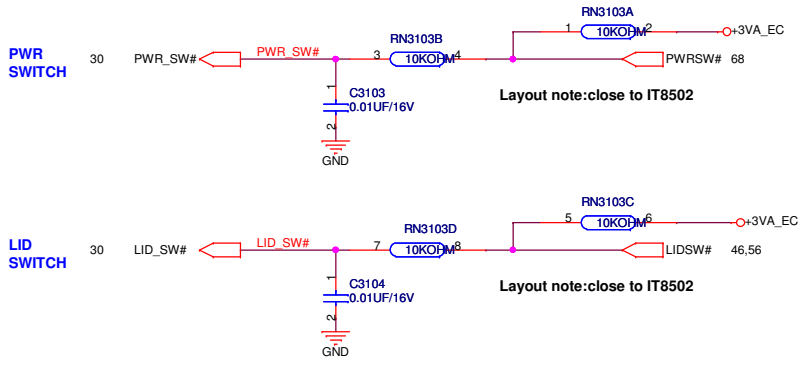 RN3103A
1 10KOHM 2 +3VA_EC
RN3103B
PWR SWITCH
30 PWR_SW# PWR_SW# 3 10KOHM 4 PWRSW# 68
1 C3103
0.01UF/16V
2
GND
Layout note:close to IT8502
RN3103C
5 10KOHM 6 +3VA_EC
RN3103D
LID SWITCH
30 LID_SW# LID_SW# 7 10KOHM 8 LIDSW# 46,56
1 C3104
0.01UF/16V
2
GND
Layout note:close to IT8502